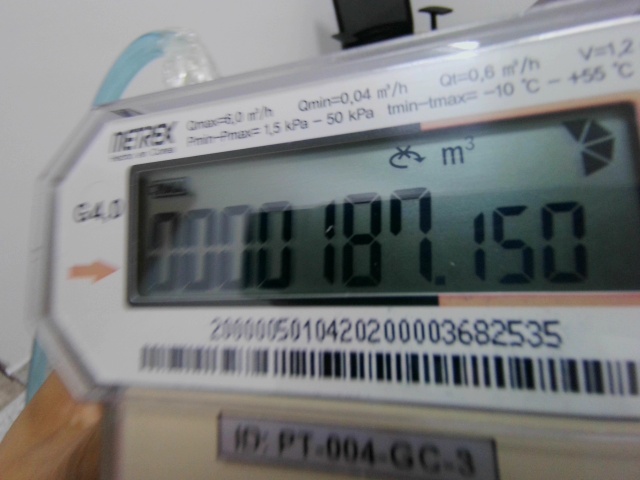 METREX
Qmax=6,0 m³/h Qmin=0,04 m³/h Qt=0,6 m³/h V=1,2
Pmin-Pmax= 1,5 kPa - 50 kPa tmin-tmax= -10 °C - +55 °C
m³
G4,0
0000187.150
2000005010420200003682535
ID: PT-004-GC-3